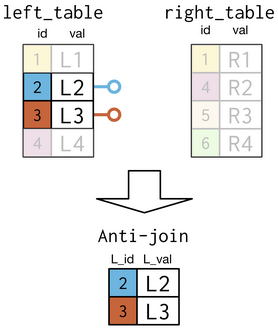 left_table right_table
id val id val
1 L1 1 R1
2 L2 4 R2
3 L3 5 R3
4 L4 6 R4
Anti-join
L_id L_val
2 L2
3 L3